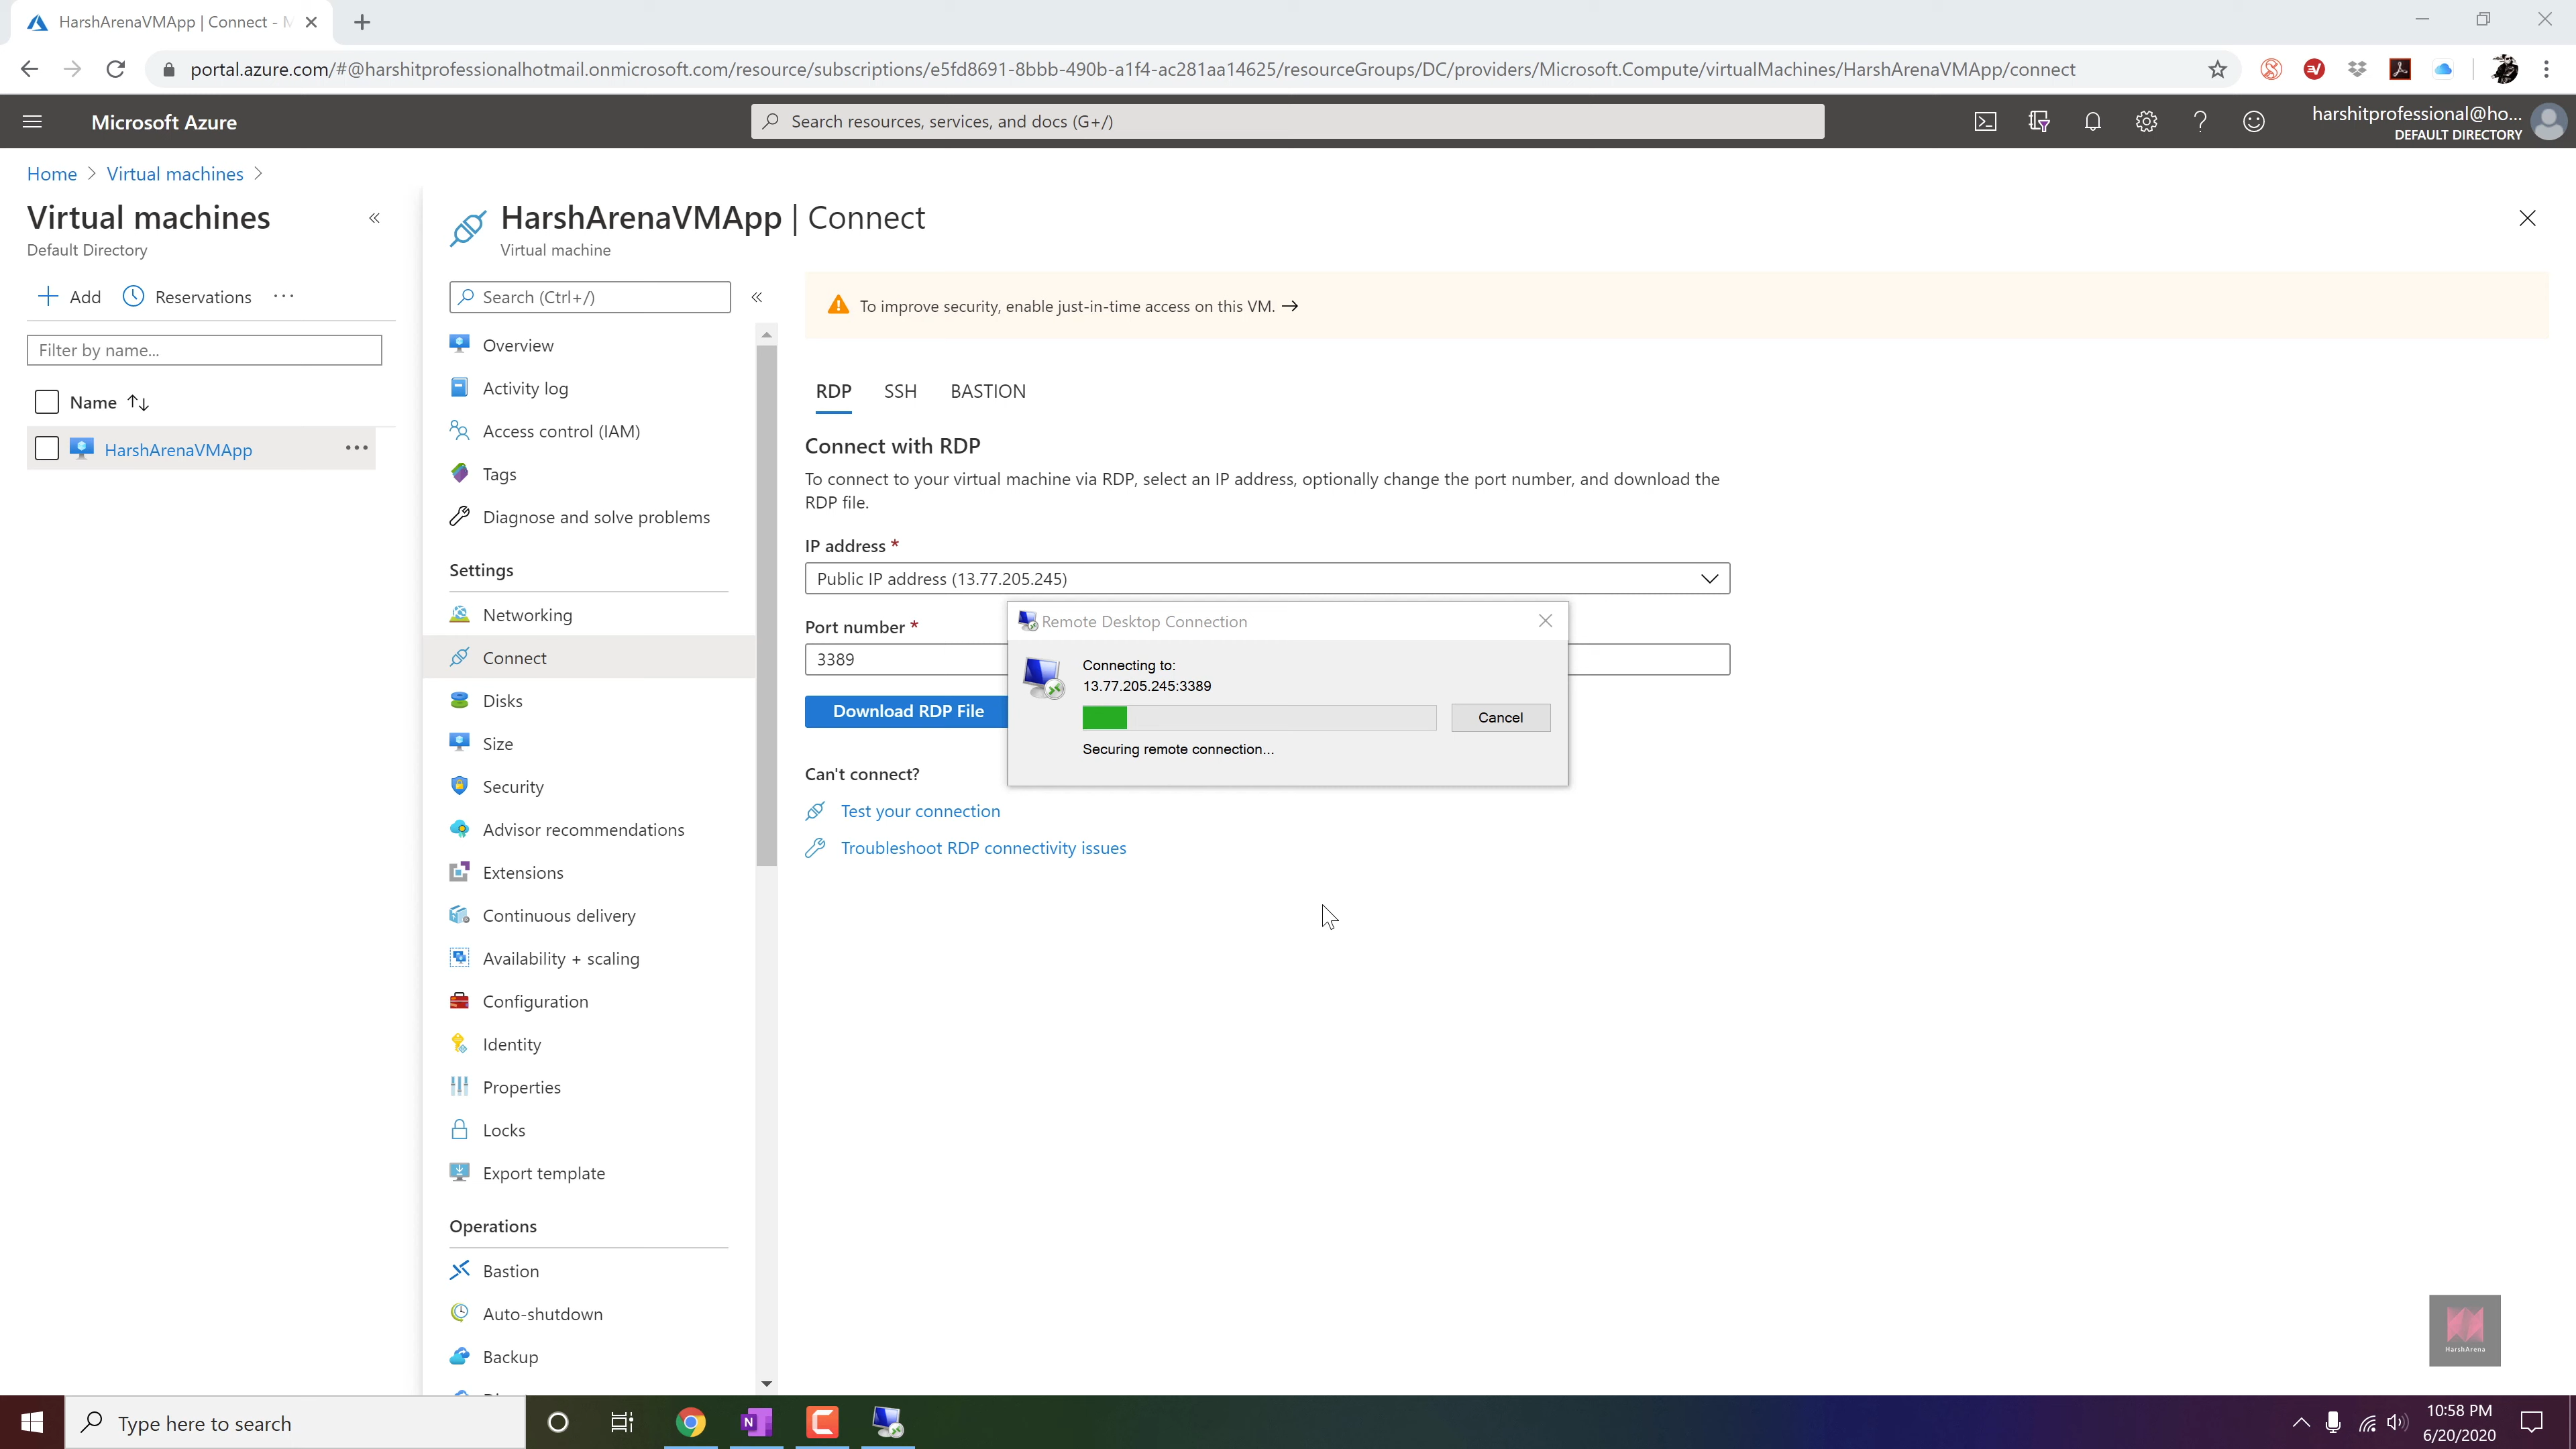 HarshArenaVMApp | Connect - M
portal.azure.com/#@harshitprofessionalhotmail.onmicrosoft.com/resource/subscriptions/e5fd8691-8bbb-490b-a1f4-ac281aa14625/resourceGroups/DC/providers/Microsoft.Compute/virtualMachines/HarshArenaVMApp/connect
Microsoft Azure
Search resources, services, and docs (G+/)
harshitprofessional@ho...
DEFAULT DIRECTORY
Home > Virtual machines >
Virtual machines
Default Directory
Add
Reservations
Filter by name...
Name
HarshArenaVMApp
HarshArenaVMApp | Connect
Virtual machine
Search (Ctrl+/)
Overview
Activity log
Access control (IAM)
Tags
Diagnose and solve problems
Settings
Networking
Connect
Disks
Size
Security
Advisor recommendations
Extensions
Continuous delivery
Availability + scaling
Configuration
Identity
Properties
Locks
Export template
Operations
Bastion
Auto-shutdown
Backup
To improve security, enable just-in-time access on this VM. →
RDP SSH BASTION
Connect with RDP
To connect to your virtual machine via RDP, select an IP address, optionally change the port number, and download the
RDP file.
IP address *
Public IP address (13.77.205.245)
Port number *
3389
Download RDP File
Can't connect?
Test your connection
Troubleshoot RDP connectivity issues
Remote Desktop Connection
Connecting to:
13.77.205.245:3389
Cancel
Securing remote connection...
HarshArena
Type here to search
10:58 PM
6/20/2020